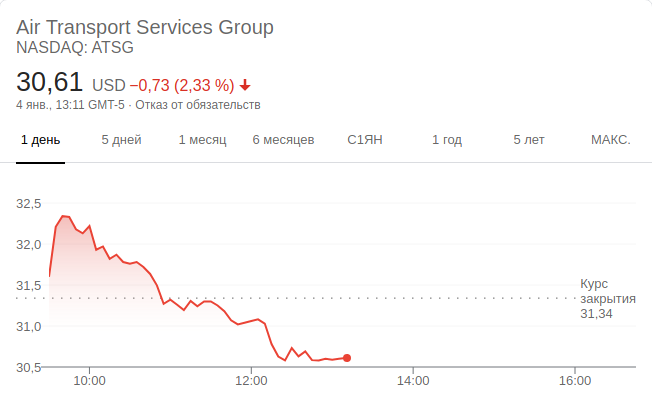 Air Transport Services Group
NASDAQ: ATSG
30,61 USD −0,73 (2,33 %)
4 янв., 13:11 GMT-5 · Отказ от обязательств
1 день 5 дней 1 месяц 6 месяцев С1ЯН 1 год 5 лет МАКС.
32,5
32,0
31,5
Курс
закрытия
31,34
31,0
30,5
10:00 12:00 14:00 16:00